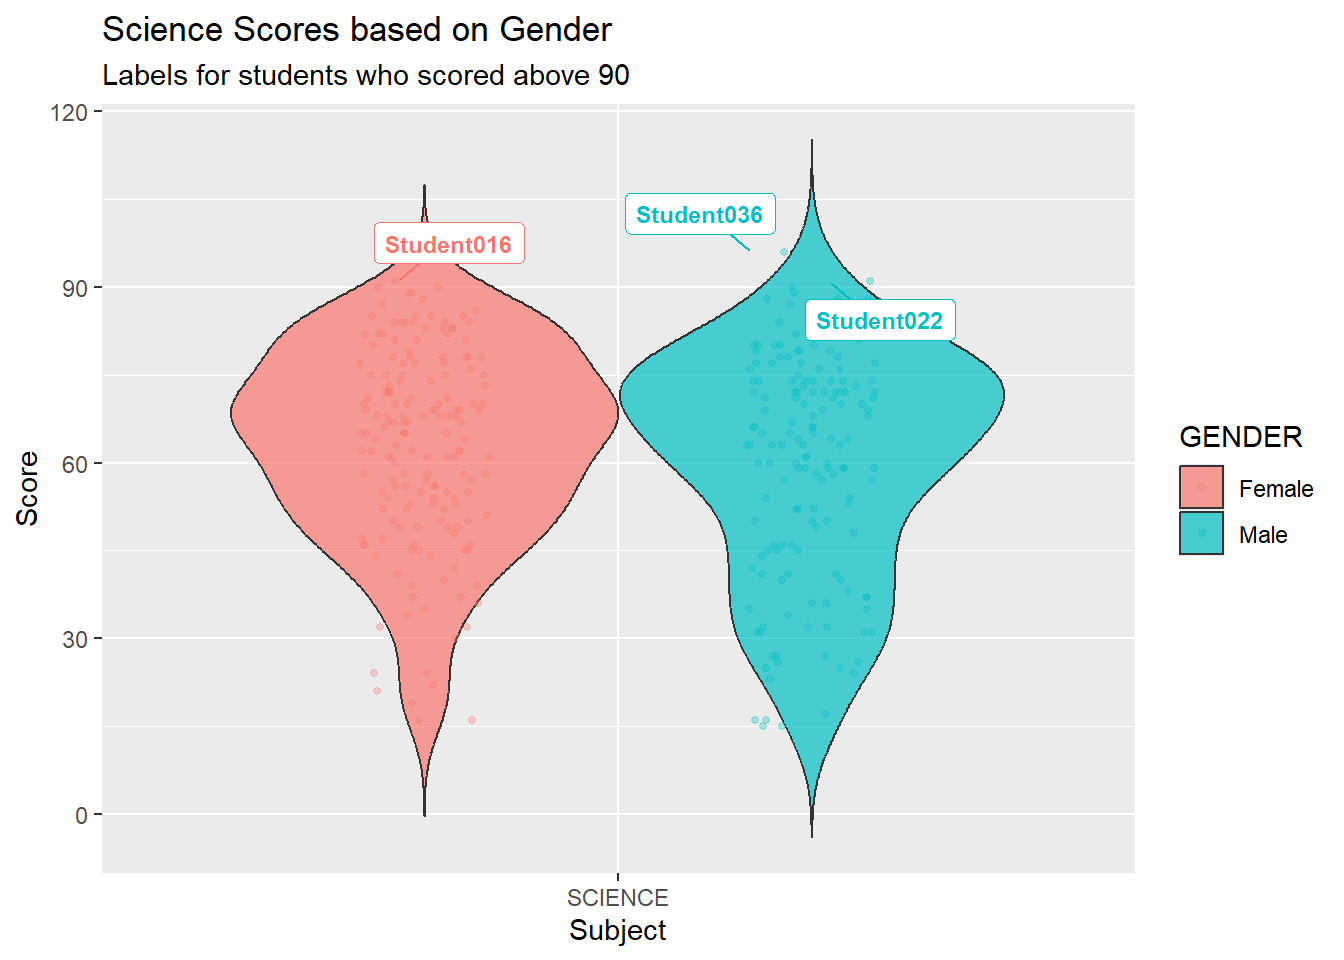 Science Scores based on Gender
Labels for students who scored above 90
120
90
60
30
0
Score
Student016
Student036
Student022
SCIENCE
Subject
GENDER
Female
Male